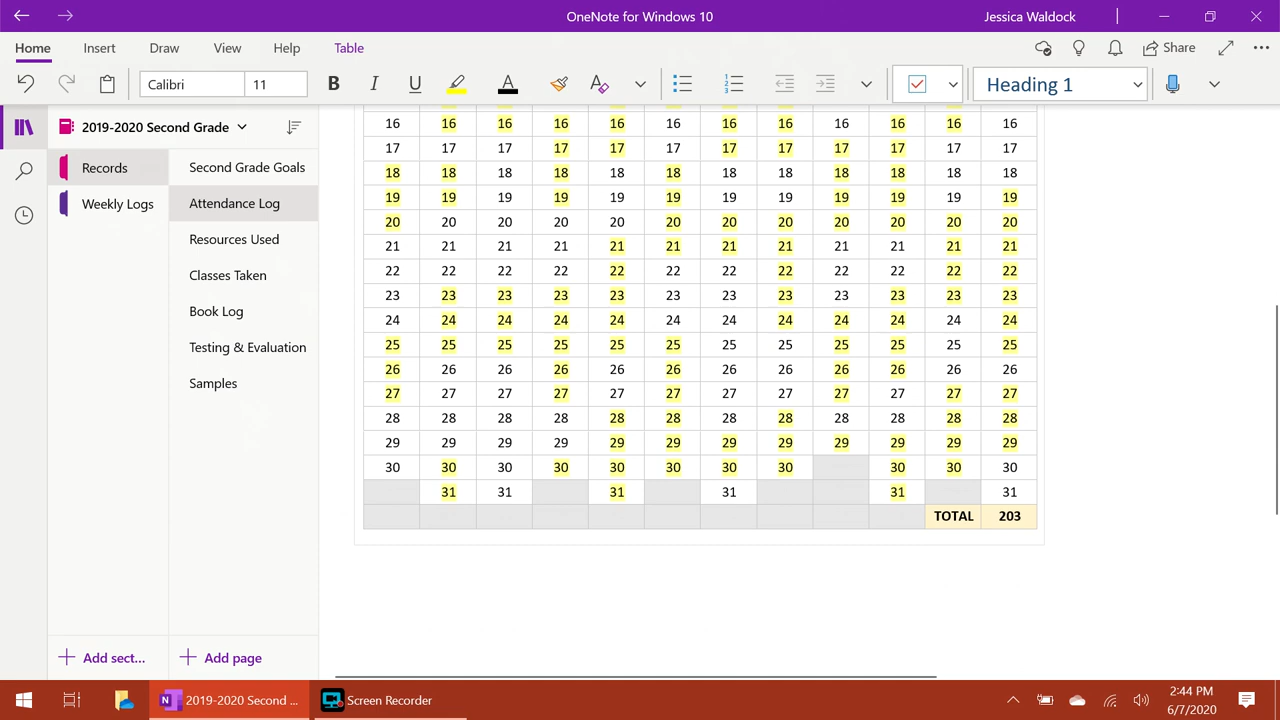 OneNote for Windows 10
Jessica Waldock
Home Insert Draw View Help Table
Share
Calibri 11 B I U A A Heading 1
2019-2020 Second Grade
Records
Weekly Logs
Second Grade Goals
Attendance Log
Resources Used
Classes Taken
Book Log
Testing & Evaluation
Samples
16 16 16 16 16 16 16 16 16 16 16 16
17 17 17 17 17 17 17 17 17 17 17 17
18 18 18 18 18 18 18 18 18 18 18 18
19 19 19 19 19 19 19 19 19 19 19 19
20 20 20 20 20 20 20 20 20 20 20 20
21 21 21 21 21 21 21 21 21 21 21 21
22 22 22 22 22 22 22 22 22 22 22 22
23 23 23 23 23 23 23 23 23 23 23 23
24 24 24 24 24 24 24 24 24 24 24 24
25 25 25 25 25 25 25 25 25 25 25 25
26 26 26 26 26 26 26 26 26 26 26 26
27 27 27 27 27 27 27 27 27 27 27 27
28 28 28 28 28 28 28 28 28 28 28 28
29 29 29 29 29 29 29 29 29 29 29 29
30 30 30 30 30 30 30 30 30 30 30
31 31 31 31 31 31
TOTAL 203
Add sect...
Add page
2019-2020 Second ...
Screen Recorder
2:44 PM
6/7/2020